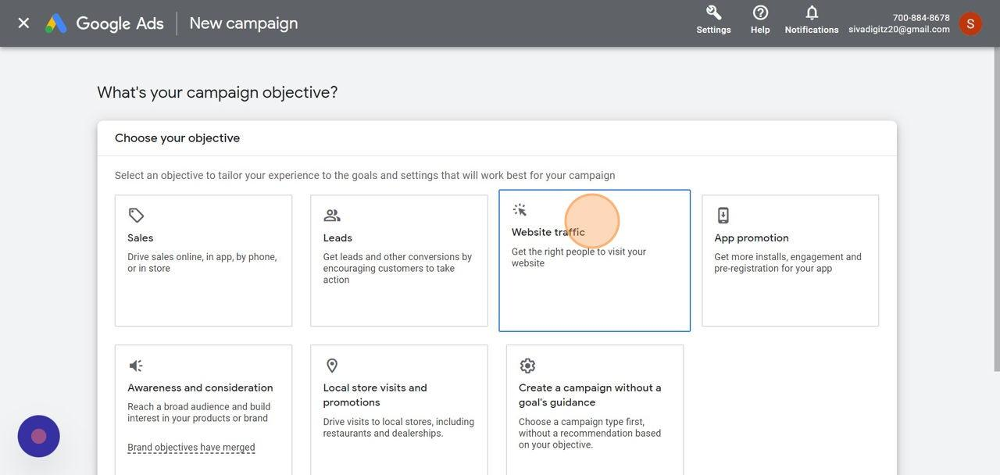 Google Ads
New campaign
Settings
Help
Notifications
700-884-8678
sivadigitz20@gmail.com
S
What's your campaign objective?
Choose your objective
Select an objective to tailor your experience to the goals and settings that will work best for your campaign
Sales
Drive sales online, in app, by phone,
or in store
Leads
Get leads and other conversions by
encouraging customers to take
action
Website traffic
Get the right people to visit your
website
App promotion
Get more installs, engagement and
pre-registration for your app
Awareness and consideration
Reach a broad audience and build
interest in your products or brand
Brand objectives have merged
Local store visits and
promotions
Drive visits to local stores, including
restaurants and dealerships.
Create a campaign without a
goal's guidance
Choose a campaign type first,
without a recommendation based
on your objective.